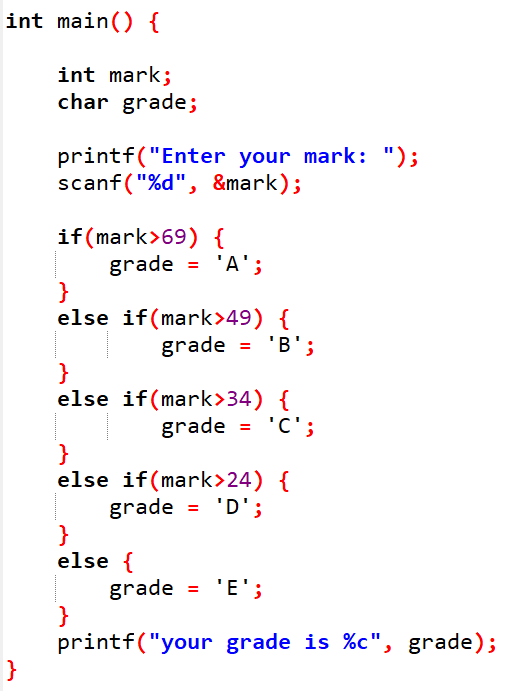 int main() {
int mark;
char grade;
printf("Enter your mark: ");
scanf("%d", &mark);
if(mark>69) {
grade = 'A';
}
else if(mark>49) {
grade = 'B';
}
else if(mark>34) {
grade = 'C';
}
else if(mark>24) {
grade = 'D';
}
else {
grade = 'E';
}
printf("your grade is %c", grade);
}